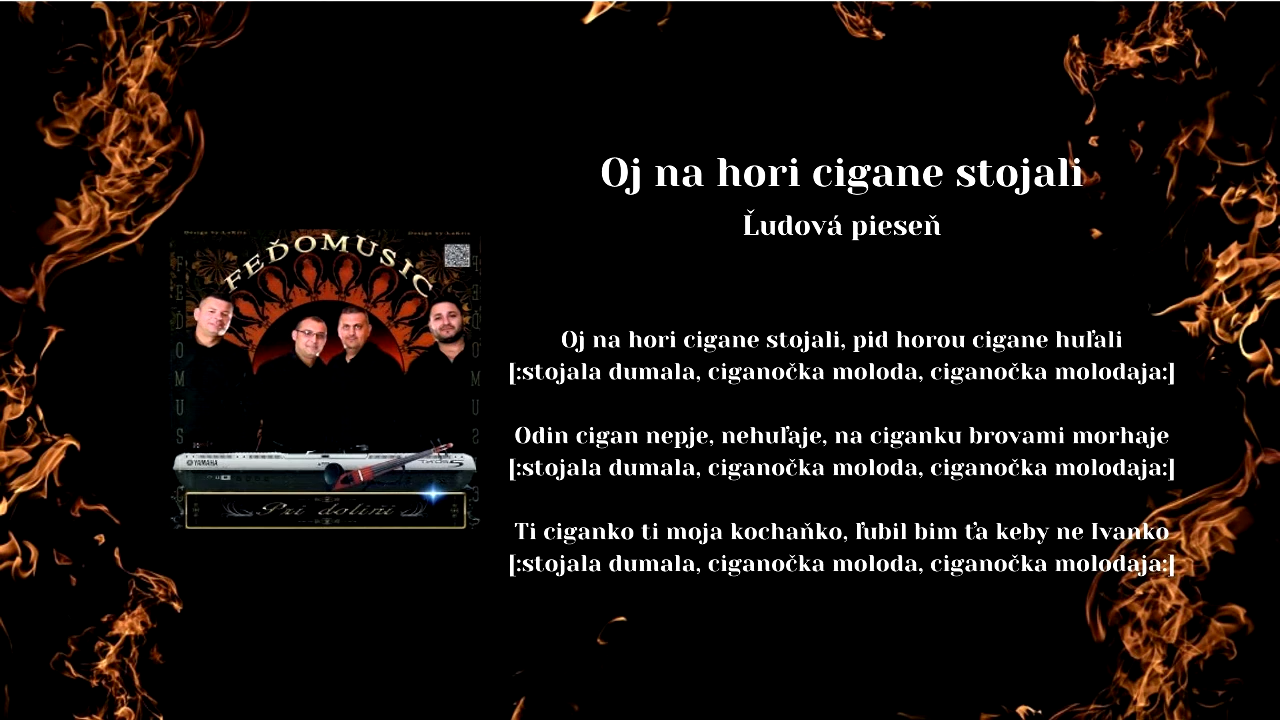 Oj na hori cigane stojali
Ľudová pieseň
Oj na hori cigane stojali, pid horou cigane huľali
[:stojala dumala, ciganočka moloda, ciganočka molodaja:]
Odin cigan nepje, nehuľaje, na ciganku brovami morhaje
[:stojala dumala, ciganočka moloda, ciganočka molodaja:]
Ti ciganko ti moja kochaňko, ľubil bim ťa keby ne Ivanko
[:stojala dumala, ciganočka moloda, ciganočka molodaja:]
FEĎOMUSIC
YAMAHA
Pri dolini